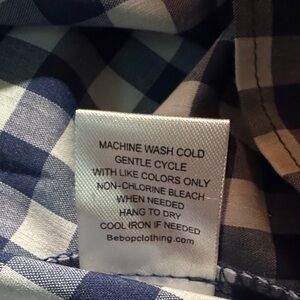 MACHINE WASH COLD
GENTLE CYCLE
WITH LIKE COLORS ONLY
NON-CHLORINE BLEACH
WHEN NEEDED
HANG TO DRY
COOL IRON IF NEEDED
Bebopclothing.com